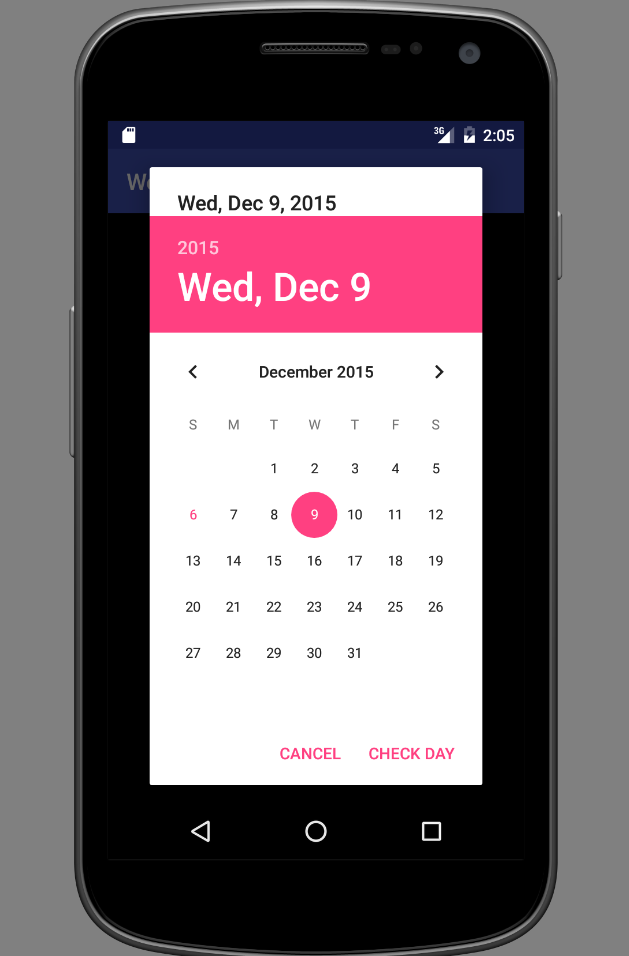 3G 2:05
Wed, Dec 9, 2015
2015
Wed, Dec 9
December 2015
S M T W T F S
1 2 3 4 5
6 7 8 9 10 11 12
13 14 15 16 17 18 19
20 21 22 23 24 25 26
27 28 29 30 31
CANCEL CHECK DAY